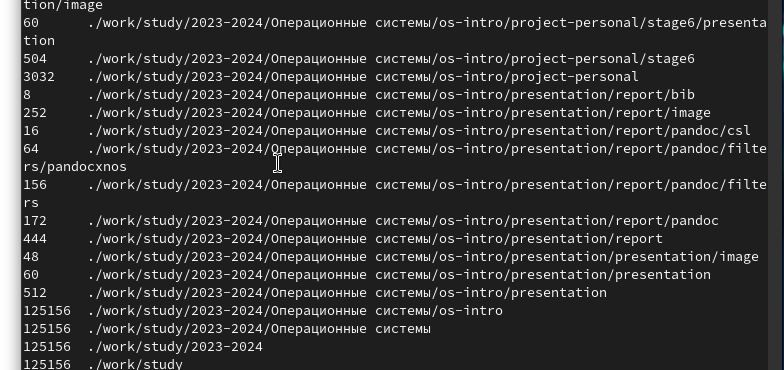 tion/image
60      ./work/study/2023-2024/Операционные системы/os-intro/project-personal/stage6/presenta
tion
504     ./work/study/2023-2024/Операционные системы/os-intro/project-personal/stage6
3032    ./work/study/2023-2024/Операционные системы/os-intro/project-personal
8       ./work/study/2023-2024/Операционные системы/os-intro/presentation/report/bib
252     ./work/study/2023-2024/Операционные системы/os-intro/presentation/report/image
16      ./work/study/2023-2024/Операционные системы/os-intro/presentation/report/pandoc/csl
64      ./work/study/2023-2024/Операционные системы/os-intro/presentation/report/pandoc/filte
rs/pandocxnos
156     ./work/study/2023-2024/Операционные системы/os-intro/presentation/report/pandoc/filte
rs
172     ./work/study/2023-2024/Операционные системы/os-intro/presentation/report/pandoc
444     ./work/study/2023-2024/Операционные системы/os-intro/presentation/report
48      ./work/study/2023-2024/Операционные системы/os-intro/presentation/presentation/image
60      ./work/study/2023-2024/Операционные системы/os-intro/presentation/presentation
512     ./work/study/2023-2024/Операционные системы/os-intro/presentation
125156  ./work/study/2023-2024/Операционные системы/os-intro
125156  ./work/study/2023-2024/Операционные системы
125156  ./work/study/2023-2024
125156  ./work/study